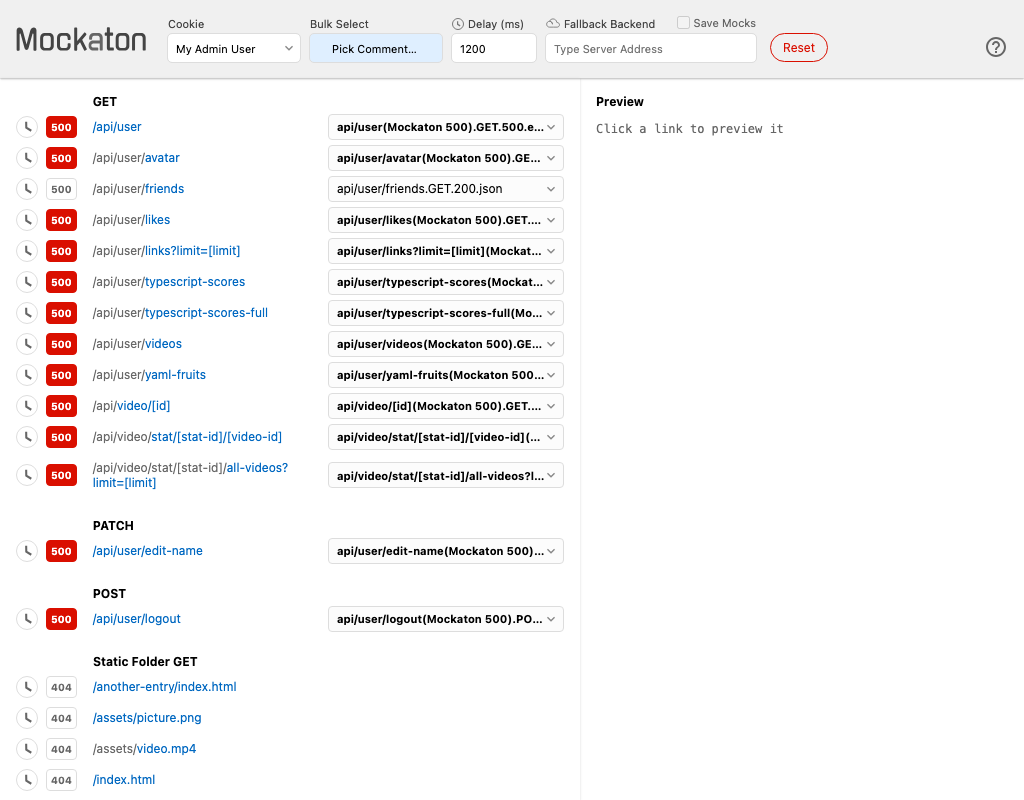 Mockaton
Cookie
My Admin User
Bulk Select
Pick Comment...
Delay (ms)
1200
Fallback Backend
Type Server Address
Save Mocks
Reset
?
GET
500 /api/user api/user(Mockaton 500).GET.500.e...
500 /api/user/avatar api/user/avatar(Mockaton 500).GE...
500 /api/user/friends api/user/friends.GET.200.json
500 /api/user/likes api/user/likes(Mockaton 500).GET....
500 /api/user/links?limit=[limit] api/user/links?limit=[limit](Mockat...
500 /api/user/typescript-scores api/user/typescript-scores(Mockat...
500 /api/user/typescript-scores-full api/user/typescript-scores-full(Mo...
500 /api/user/videos api/user/videos(Mockaton 500).GE...
500 /api/user/yaml-fruits api/user/yaml-fruits(Mockaton 500...
500 /api/video/[id] api/video/[id](Mockaton 500).GET....
500 /api/video/stat/[stat-id]/[video-id] api/video/stat/[stat-id]/[video-id](...
500 /api/video/stat/[stat-id]/all-videos? api/video/stat/[stat-id]/all-videos?l...
limit=[limit]
PATCH
500 /api/user/edit-name api/user/edit-name(Mockaton 500)...
POST
500 /api/user/logout api/user/logout(Mockaton 500).PO...
Static Folder GET
404 /another-entry/index.html
404 /assets/picture.png
404 /assets/video.mp4
404 /index.html
Preview
Click a link to preview it